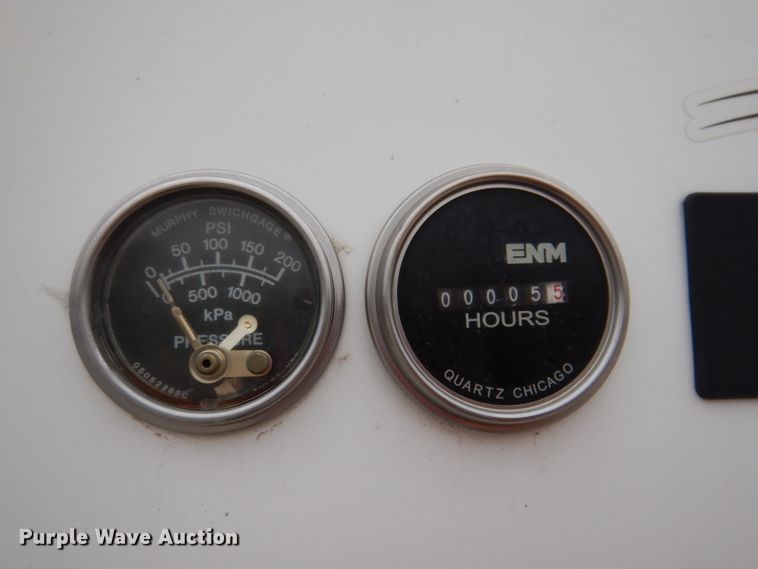 MURPHY SWICHGAGE®
PSI
0 50 100 150 200
500 1000
kPa
PRESSURE
ENM
0 0 0 0 5 5
HOURS
QUARTZ CHICAGO
Purple Wave Auction